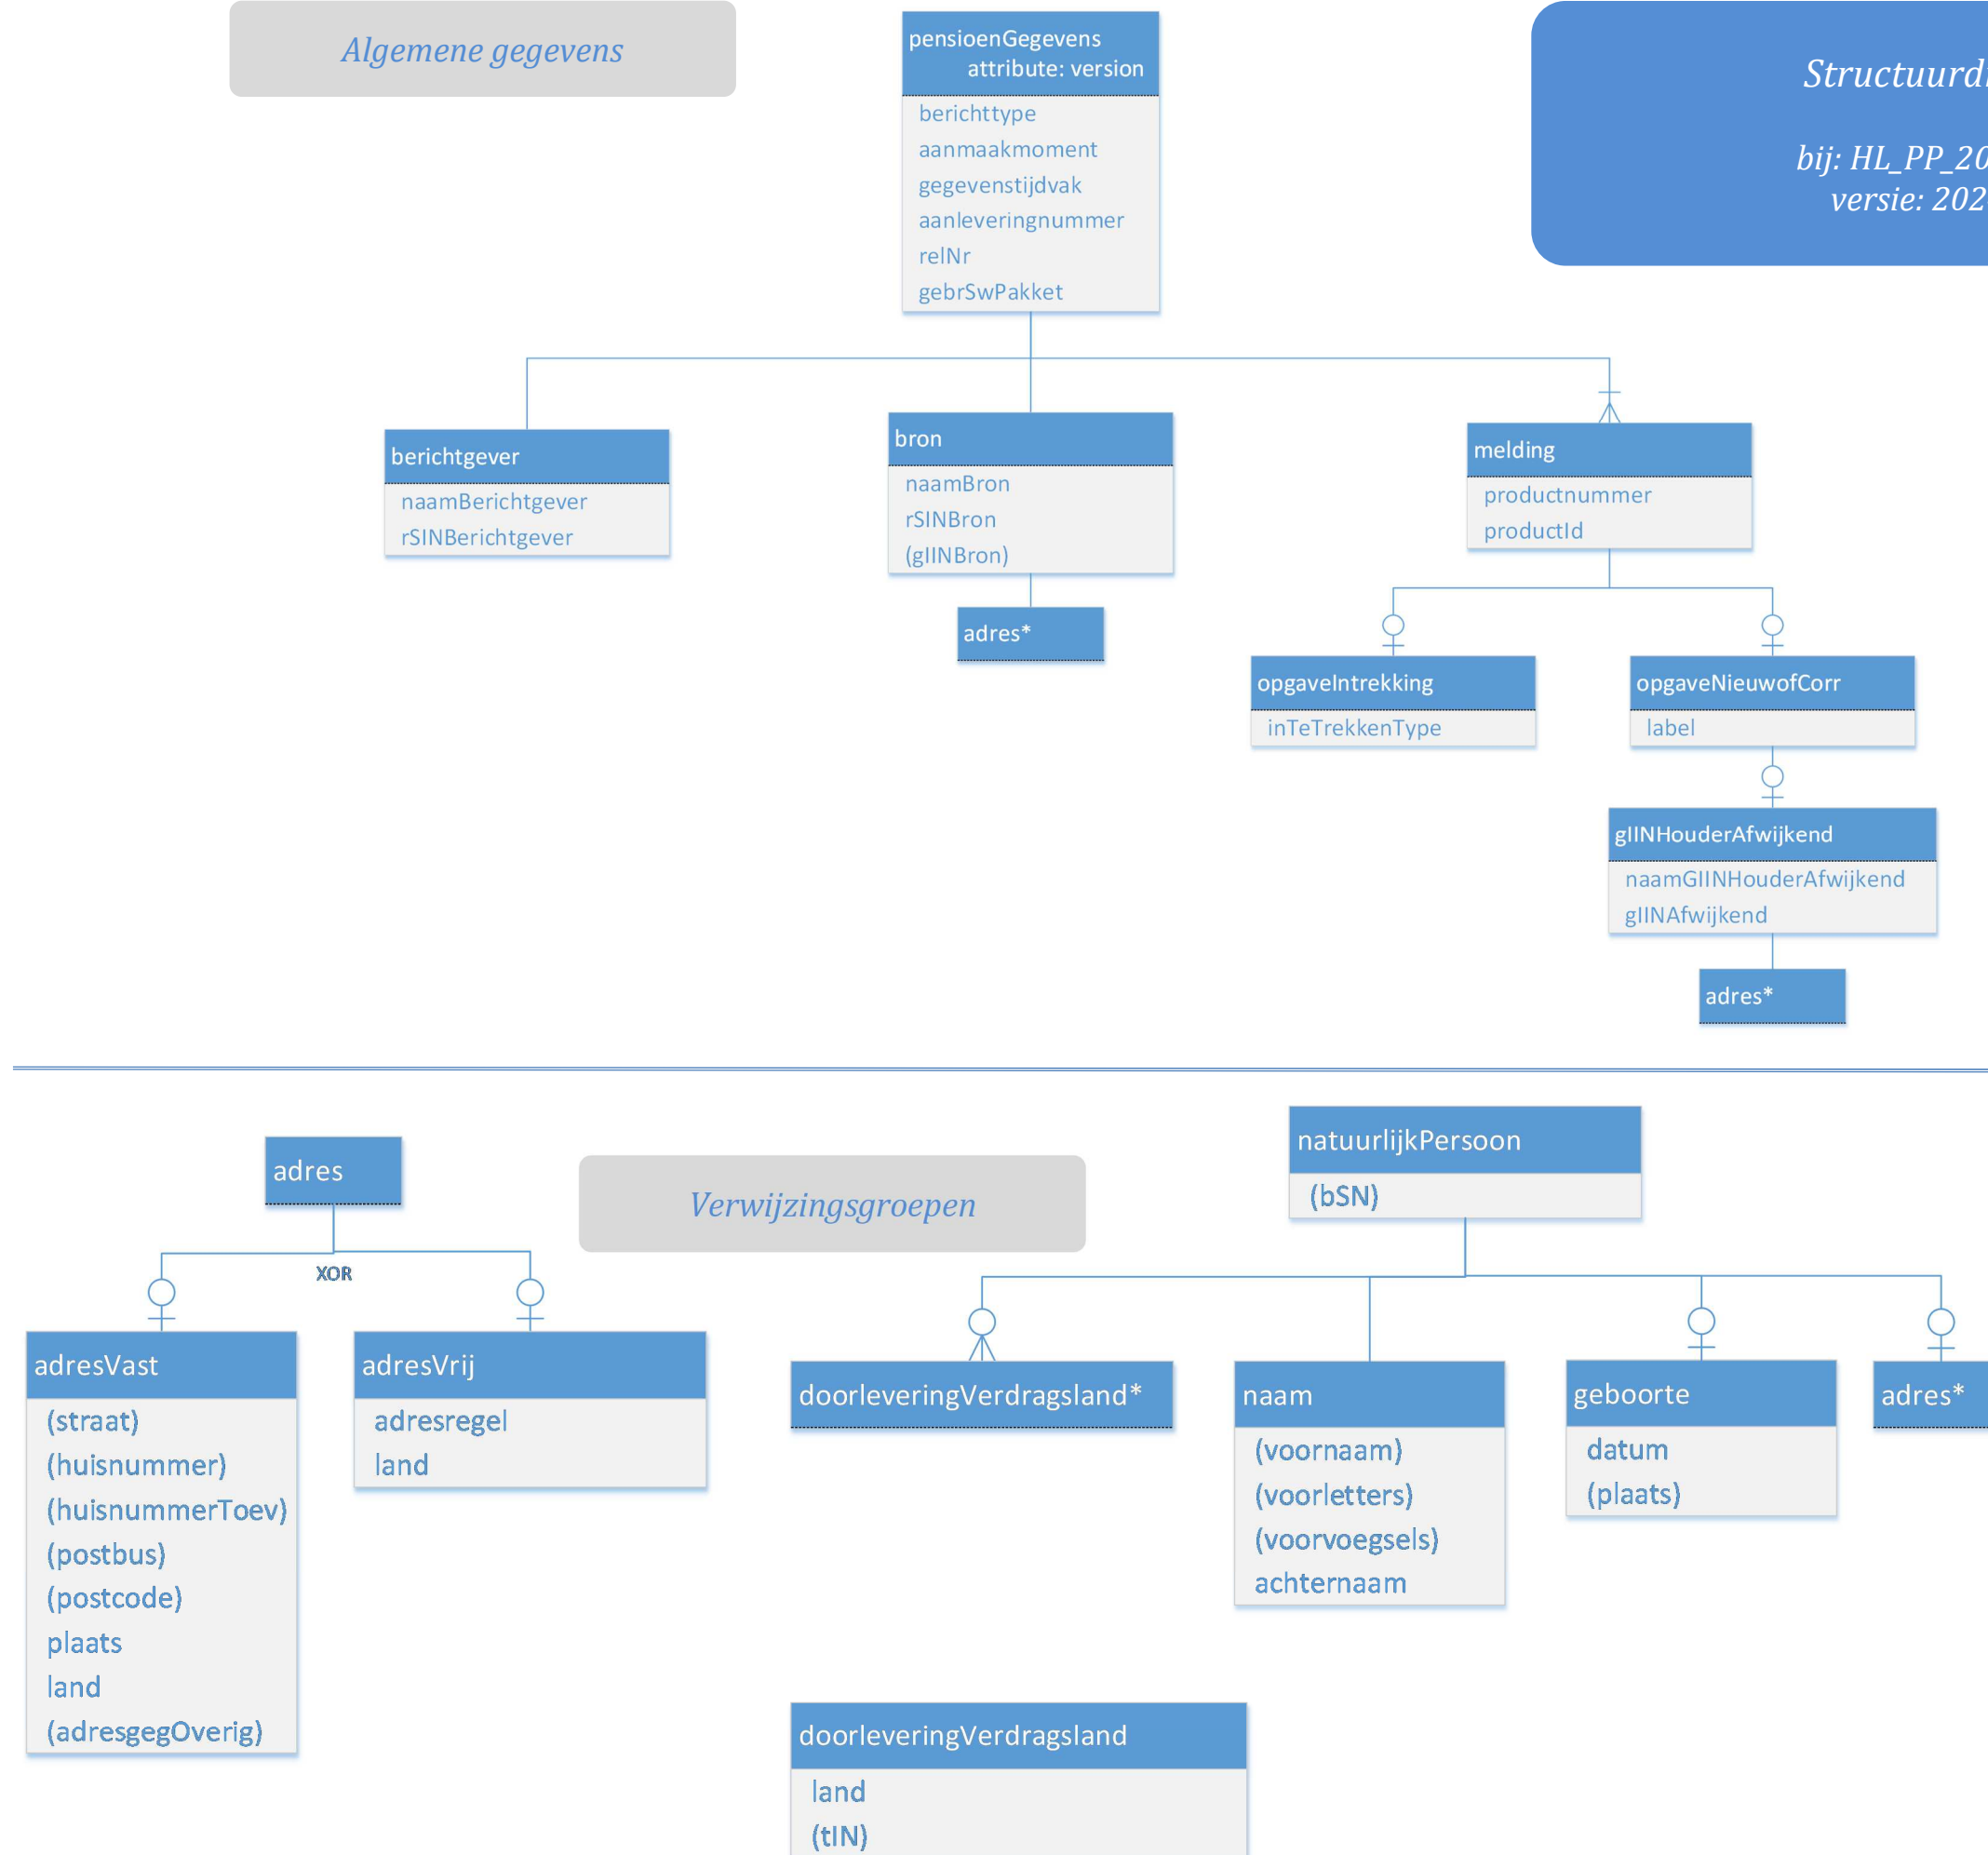 Algemene gegevens
pensioenGegevens
attribute: version
berichttype
aanmaakmoment
gegevenstijdvak
aanleveringnummer
relNr
gebrSwPakket
bij: HL_PP_20
versie: 202
berichtgever
naamBerichtgever
rSINBerichtgever
bron
naamBron
rSINBron
(gIINBron)
adres*
melding
productnummer
productId
opgaveIntrekking
inTeTrekkenType
opgaveNieuwofCorr
label
gIINHouderAfwijkend
naamGIINHouderAfwijkend
gIINAfwijkend
adres*
Verwijzingsgroepen
adres
XOR
adresVast
(straat)
(huisnummer)
(huisnummerToev)
(postbus)
(postcode)
plaats
land
(adresgegOverig)
adresVrij
adresregel
land
natuurlijkPersoon
(bSN)
doorleveringVerdragsland*
naam
(voornaam)
(voorletters)
(voorvoegsels)
achternaam
geboorte
datum
(plaats)
adres*
doorleveringVerdragsland
land
(tIN)